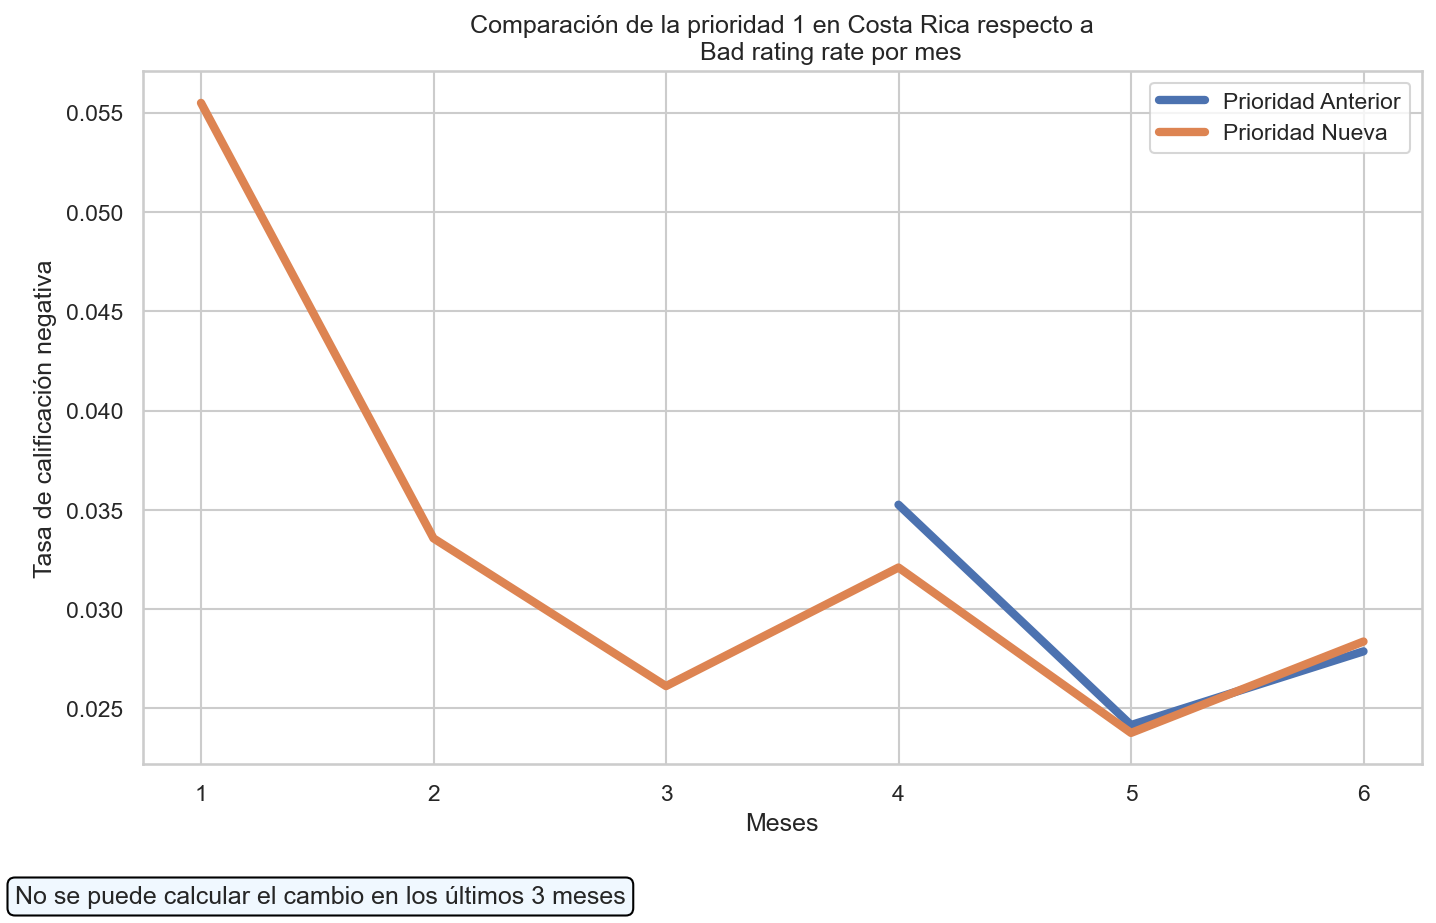 Comparación de la prioridad 1 en Costa Rica respecto a
Bad rating rate por mes
Prioridad Anterior
Prioridad Nueva
Tasa de calificación negativa
0.055
0.050
0.045
0.040
0.035
0.030
0.025
1 2 3 4 5 6
Meses
No se puede calcular el cambio en los últimos 3 meses